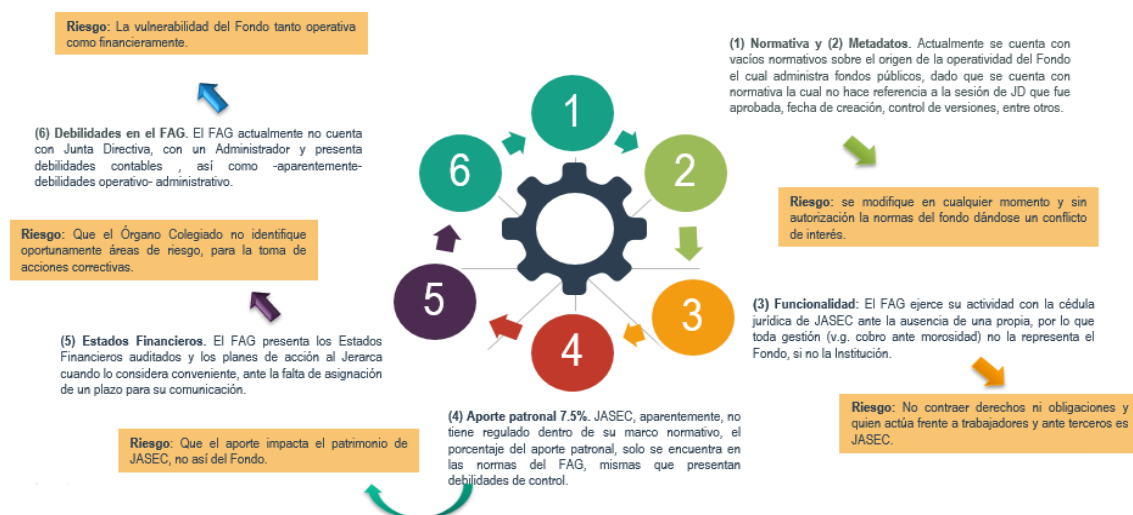 Riesgo: La vulnerabilidad del Fondo tanto operativa
como financieramente.
(1) Normativa y (2) Metadatos. Actualmente se cuenta con
vacíos normativos sobre el origen de la operatividad del Fondo
el cual administra fondos públicos, dado que se cuenta con
normativa la cual no hace referencia a la sesión de JD que fue
aprobada, fecha de creación, control de versiones, entre otros.
1
2
3
4
5
6
(6) Debilidades en el FAG. El FAG actualmente no cuenta
con Junta Directiva, con un Administrador y presenta
debilidades contables , así como -aparentemente-
debilidades operativo- administrativo.
Riesgo: se modifique en cualquier momento y sin
autorización la normas del fondo dándose un conflicto
de interés.
Riesgo: Que el Órgano Colegiado no identifique
oportunamente áreas de riesgo, para la toma de
acciones correctivas.
(3) Funcionalidad: El FAG ejerce su actividad con la cédula
jurídica de JASEC ante la ausencia de una propia, por lo que
toda gestión (v.g. cobro ante morosidad) no la representa el
Fondo, si no la Institución.
(5) Estados Financieros. El FAG presenta los Estados
Financieros auditados y los planes de acción al Jerarca
cuando lo considera conveniente, ante la falta de asignación
de un plazo para su comunicación.
Riesgo: No contraer derechos ni obligaciones y
quien actúa frente a trabajadores y ante terceros es
JASEC.
(4) Aporte patronal 7.5%. JASEC, aparentemente, no
tiene regulado dentro de su marco normativo, el
porcentaje del aporte patronal, solo se encuentra en
las normas del FAG, mismas que presentan
debilidades de control.
Riesgo: Que el aporte impacta el patrimonio de
JASEC, no así del Fondo.